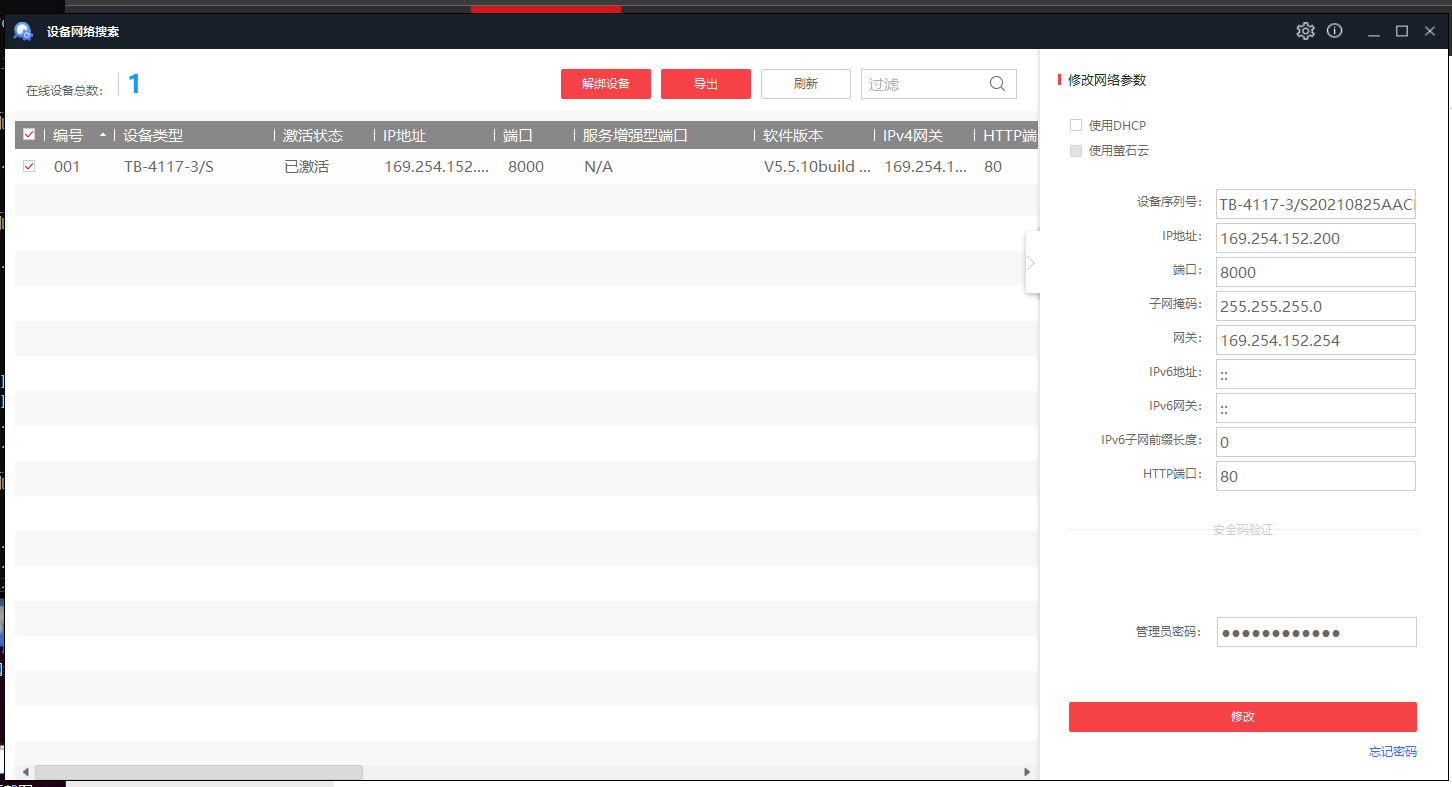 设备网络搜索
在线设备总数: 1
解绑设备 导出 刷新 过滤
编号 设备类型 激活状态 IP地址 端口 服务增强型端口 软件版本 IPv4网关 HTTP端
001 TB-4117-3/S 已激活 169.254.152.... 8000 N/A V5.5.10build ... 169.254.1... 80
修改网络参数
使用DHCP
使用萤石云
设备序列号: TB-4117-3/S20210825AACI
IP地址: 169.254.152.200
端口: 8000
子网掩码: 255.255.255.0
网关: 169.254.152.254
IPv6地址: ::
IPv6网关: ::
IPv6子网前缀长度: 0
HTTP端口: 80
安全码验证
管理员密码: ●●●●●●●●●●●●
修改
忘记密码